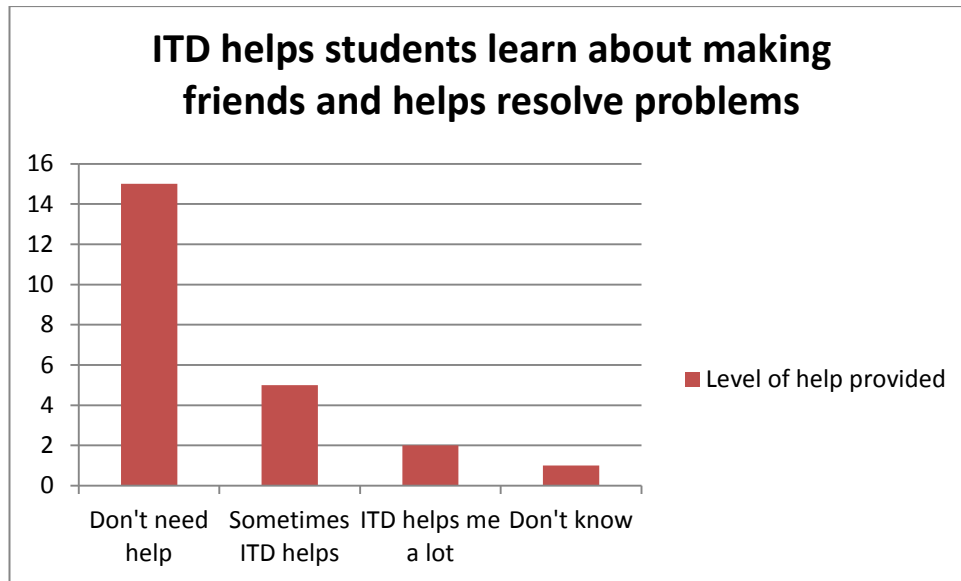 ITD helps students learn about making
friends and helps resolve problems
16
14
12
10
8
6
4
2
0
Level of help provided
Don't need help
Sometimes ITD helps
ITD helps me a lot
Don't know